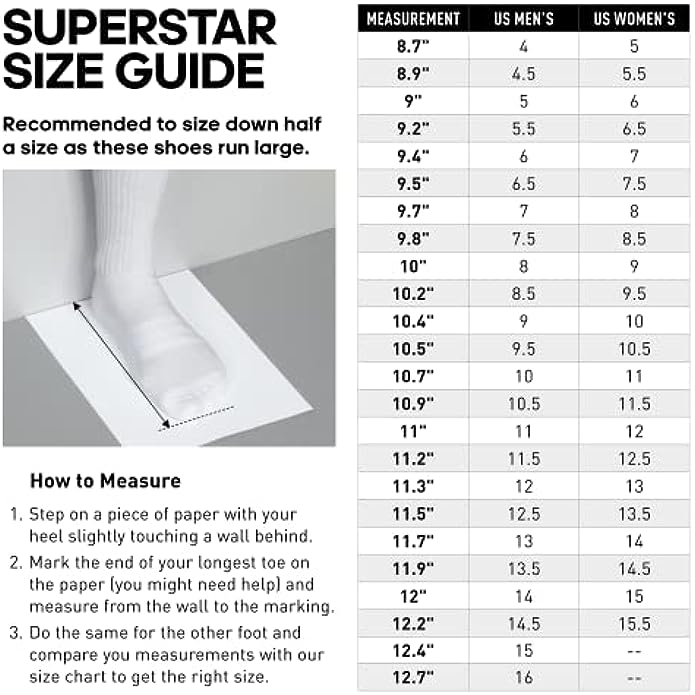 SUPERSTAR
SIZE GUIDE
Recommended to size down half
a size as these shoes run large.
How to Measure
1. Step on a piece of paper with your
heel slightly touching a wall behind.
2. Mark the end of your longest toe on
the paper (you might need help) and
measure from the wall to the marking.
3. Do the same for the other foot and
compare you measurements with our
size chart to get the right size.
MEASUREMENT US MEN'S US WOMEN'S
8.7" 4 5
8.9" 4.5 5.5
9" 5 6
9.2" 5.5 6.5
9.4" 6 7
9.5" 6.5 7.5
9.7" 7 8
9.8" 7.5 8.5
10" 8 9
10.2" 8.5 9.5
10.4" 9 10
10.5" 9.5 10.5
10.7" 10 11
10.9" 10.5 11.5
11" 11 12
11.2" 11.5 12.5
11.3" 12 13
11.5" 12.5 13.5
11.7" 13 14
11.9" 13.5 14.5
12" 14 15
12.2" 14.5 15.5
12.4" 15 --
12.7" 16 --